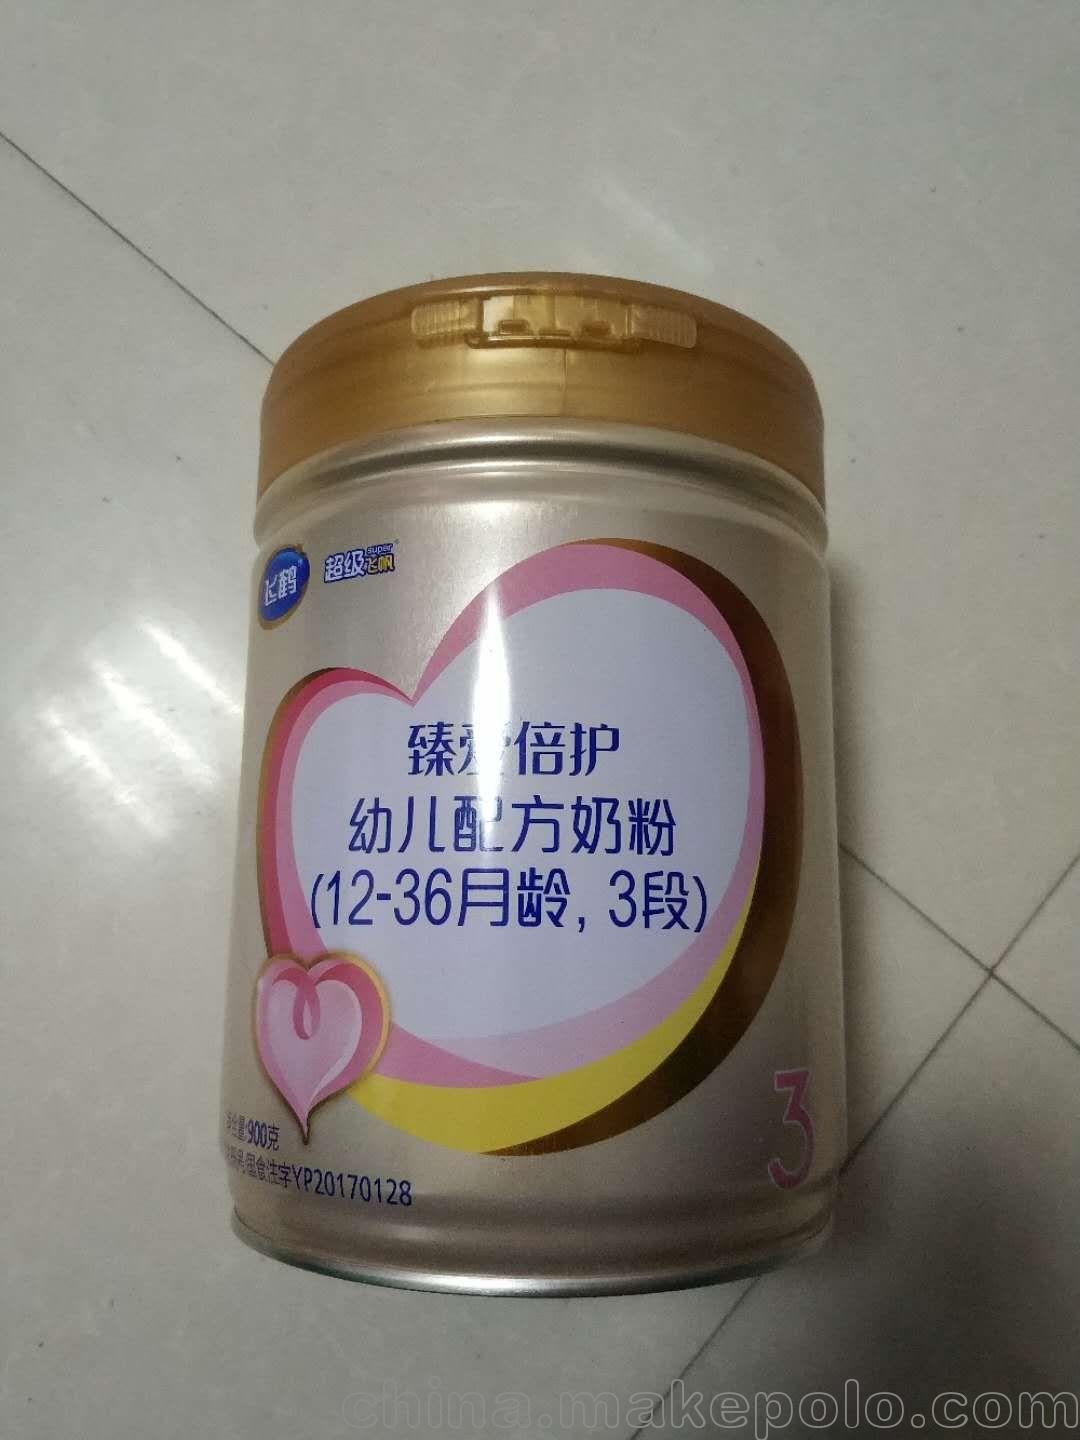 飞鹤
超级飞帆
super
臻爱倍护
幼儿配方奶粉
(12-36月龄, 3段)
3
净含量:900克
国食注字YP20170128
china.makepolo.com